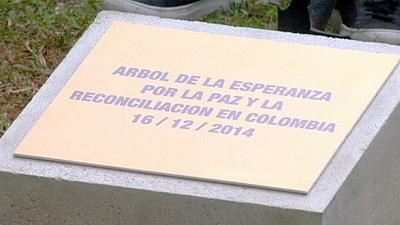 ARBOL DE LA ESPERANZA
POR LA PAZ Y LA
RECONCILIACION EN COLOMBIA
16 / 12 / 2014